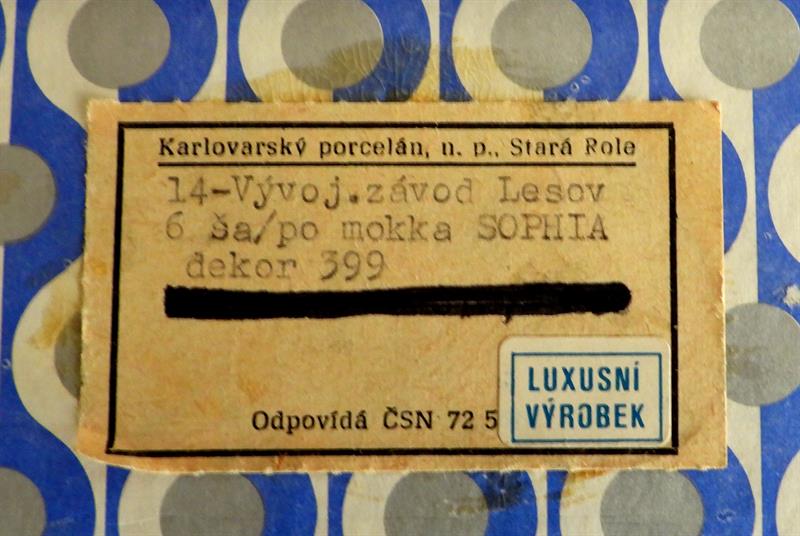 Karlovarský porcelán, n. p., Stará Role
14-Vývoj.závod Lesov
6 ša/po mokka SOPHIA
dekor 399
Odpovídá ČSN 72 5
LUXUSNÍ
VÝROBEK